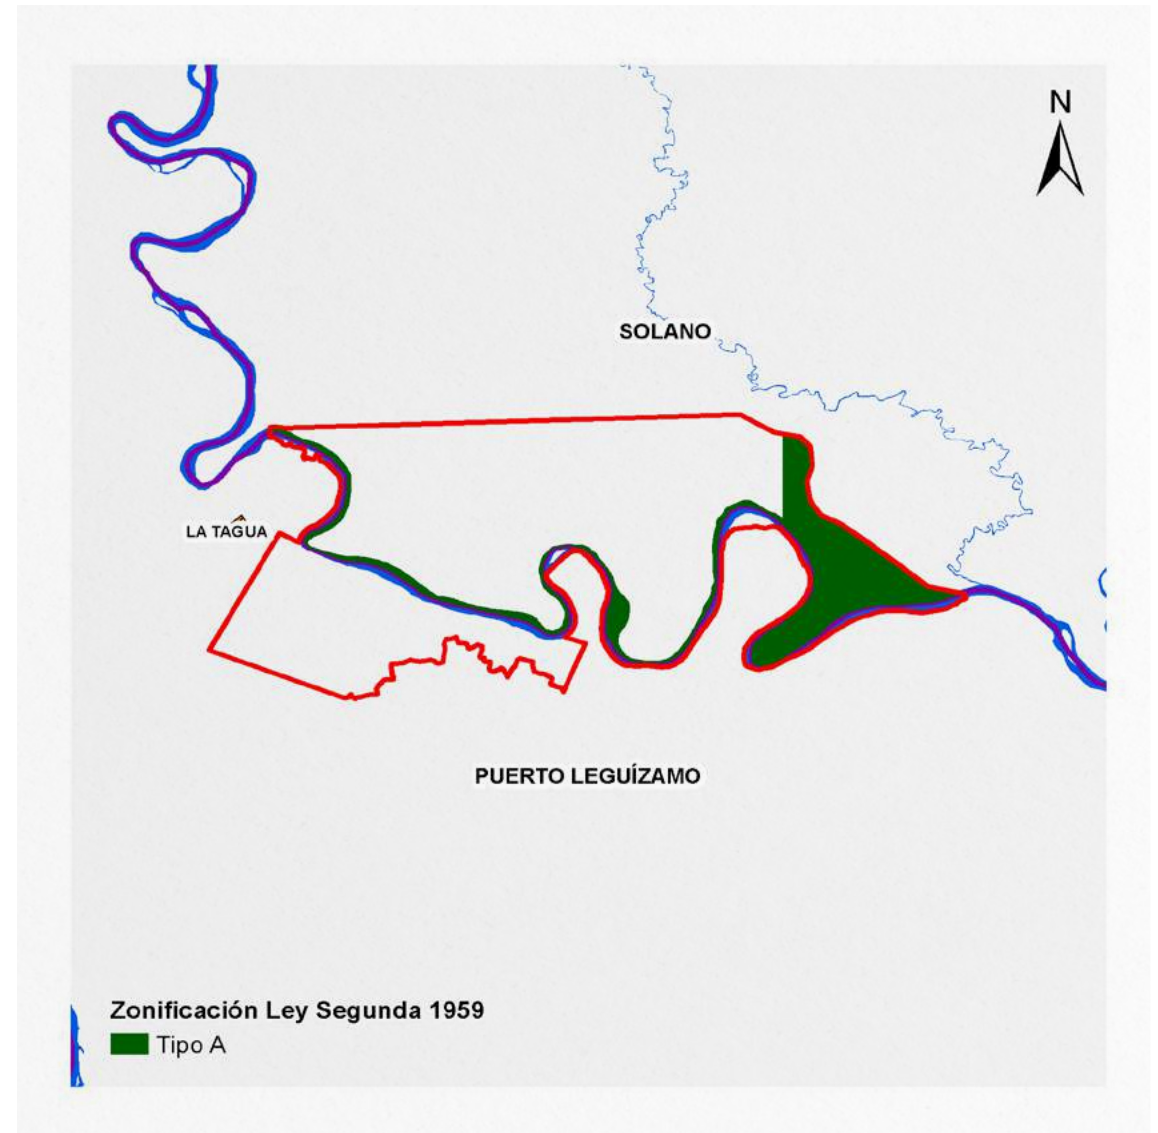 N
SOLANO
LA TAGUA
PUERTO LEGUÍZAMO
Zonificación Ley Segunda 1959
Tipo A